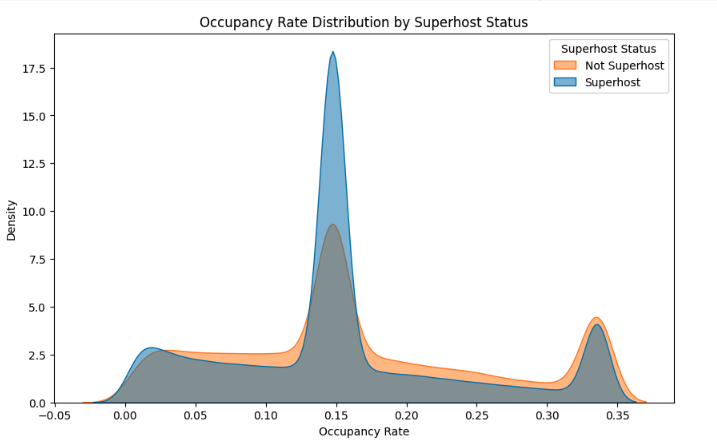 Occupancy Rate Distribution by Superhost Status
Superhost Status
Not Superhost
Superhost
17.5
15.0
12.5
10.0
7.5
5.0
2.5
0.0
Density
−0.05 0.00 0.05 0.10 0.15 0.20 0.25 0.30 0.35
Occupancy Rate